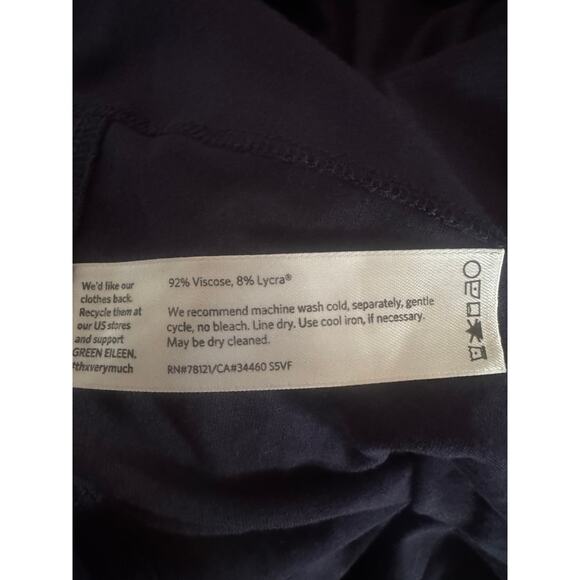 We'd like our
clothes back.
Recycle them at
our US stores
and support
GREEN EILEEN.
#thxverymuch
92% Viscose, 8% Lycra®
We recommend machine wash cold, separately, gentle
cycle, no bleach. Line dry. Use cool iron, if necessary.
May be dry cleaned.
RN#78121/CA#34460 S5VF